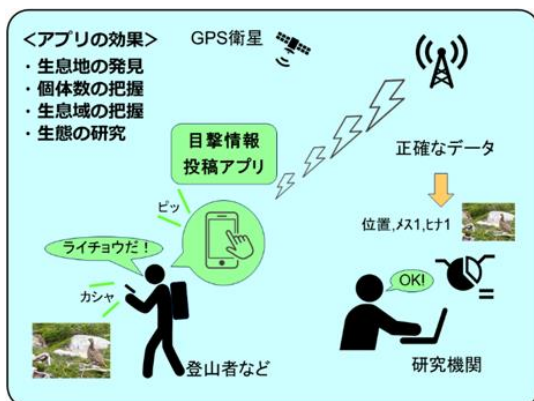 ＜アプリの効果＞
・生息地の発見
・個体数の把握
・生息域の把握
・生態の研究
GPS衛星
目撃情報
投稿アプリ
ピッ
ライチョウだ！
カシャ
登山者など
正確なデータ
位置,メス1,ヒナ1
OK!
研究機関